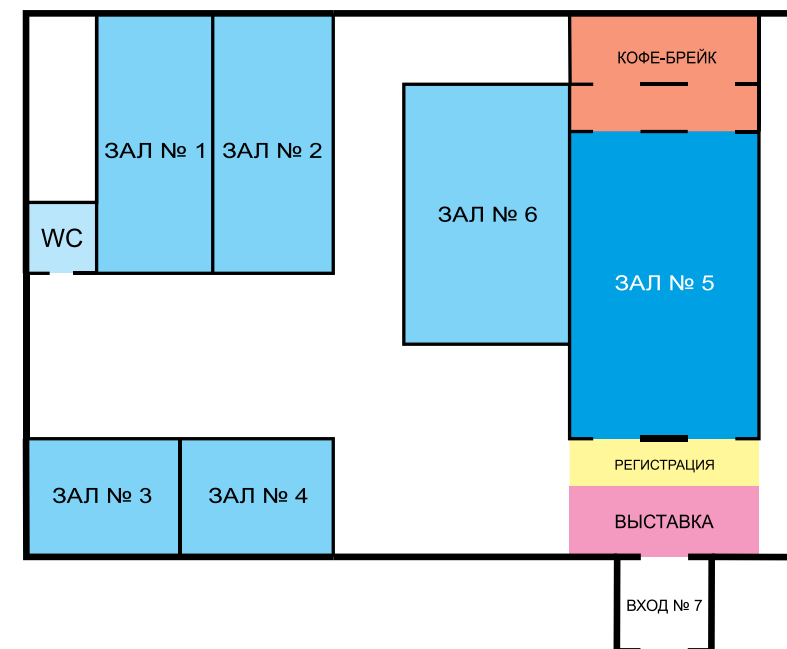 КОФЕ-БРЕЙК
ЗАЛ № 1
ЗАЛ № 2
ЗАЛ № 6
WC
ЗАЛ № 5
РЕГИСТРАЦИЯ
ЗАЛ № 3
ЗАЛ № 4
ВЫСТАВКА
ВХОД № 7